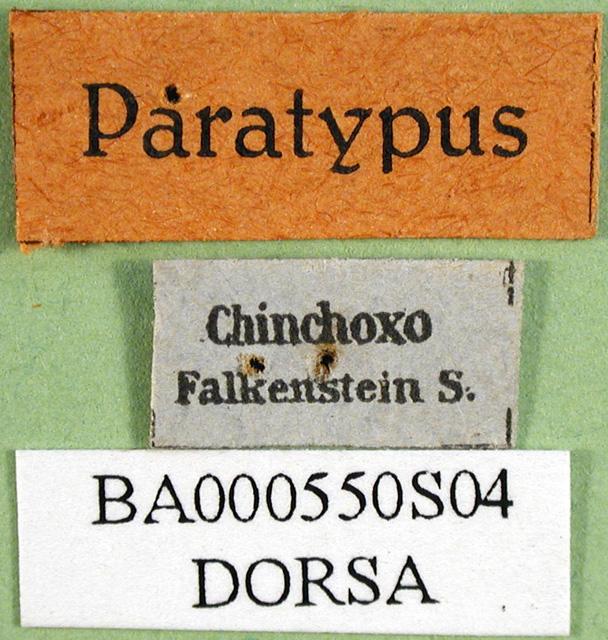 Paratypus
Chinchoxo
Falkenstein S.
BA000550S04
DORSA